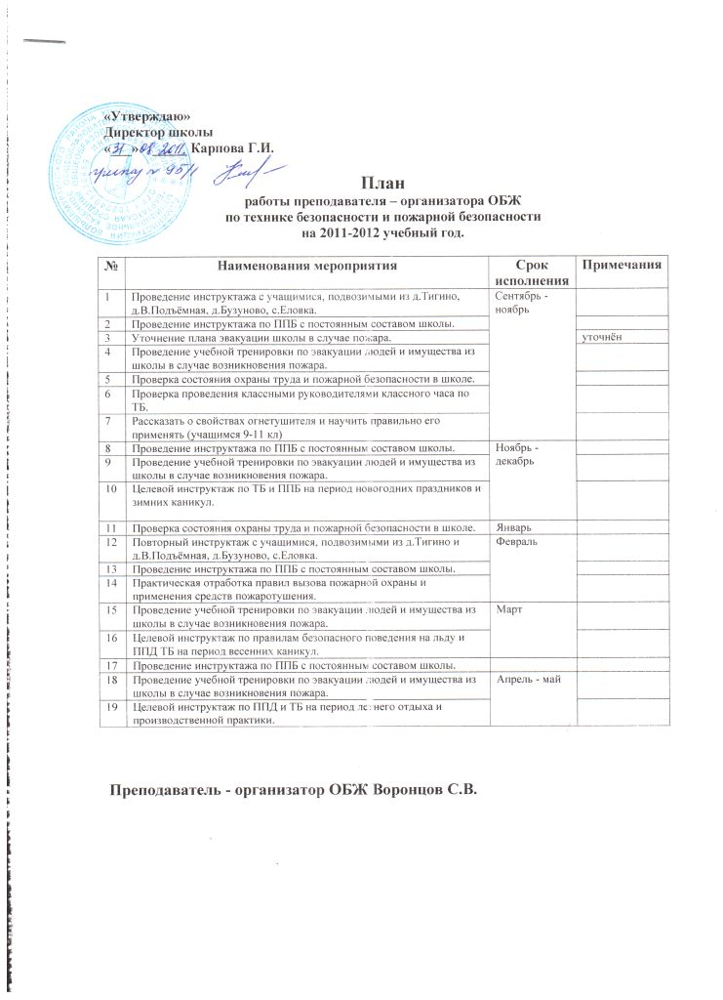 «Утверждаю»
Директор школы
«31»08 2011. Карпова Г.И.
приказ № 95/1
План
работы преподавателя – организатора ОБЖ
по технике безопасности и пожарной безопасности
на 2011-2012 учебный год.
№ Наименования мероприятия Срок Примечания
исполнения
1 Проведение инструктажа с учащимися, подвозимыми из д.Тигино, Сентябрь -
д.В.Подъёмная, д.Бузуново, с.Еловка. ноябрь
2 Проведение инструктажа по ППБ с постоянным составом школы.
3 Уточнение плана эвакуации школы в случае пожара. уточнён
4 Проведение учебной тренировки по эвакуации людей и имущества из
школы в случае возникновения пожара.
5 Проверка состояния охраны труда и пожарной безопасности в школе.
6 Проверка проведения классными руководителями классного часа по
ТБ.
7 Рассказать о свойствах огнетушителя и научить правильно его
применять (учащимся 9-11 кл)
8 Проведение инструктажа по ППБ с постоянным составом школы. Ноябрь -
9 Проведение учебной тренировки по эвакуации людей и имущества из декабрь
школы в случае возникновения пожара.
10 Целевой инструктаж по ТБ и ППБ на период новогодних праздников и
зимних каникул.
11 Проверка состояния охраны труда и пожарной безопасности в школе. Январь
12 Повторный инструктаж с учащимися, подвозимыми из д.Тигино и Февраль
д.В.Подъёмная, д.Бузуново, с.Еловка.
13 Проведение инструктажа по ППБ с постоянным составом школы.
14 Практическая отработка правил вызова пожарной охраны и
применения средств пожаротушения.
15 Проведение учебной тренировки по эвакуации людей и имущества из Март
школы в случае возникновения пожара.
16 Целевой инструктаж по правилам безопасного поведения на льду и
ППД ТБ на период весенних каникул.
17 Проведение инструктажа по ППБ с постоянным составом школы.
18 Проведение учебной тренировки по эвакуации людей и имущества из Апрель - май
школы в случае возникновения пожара.
19 Целевой инструктаж по ППД и ТБ на период летнего отдыха и
производственной практики.
Преподаватель - организатор ОБЖ Воронцов С.В.